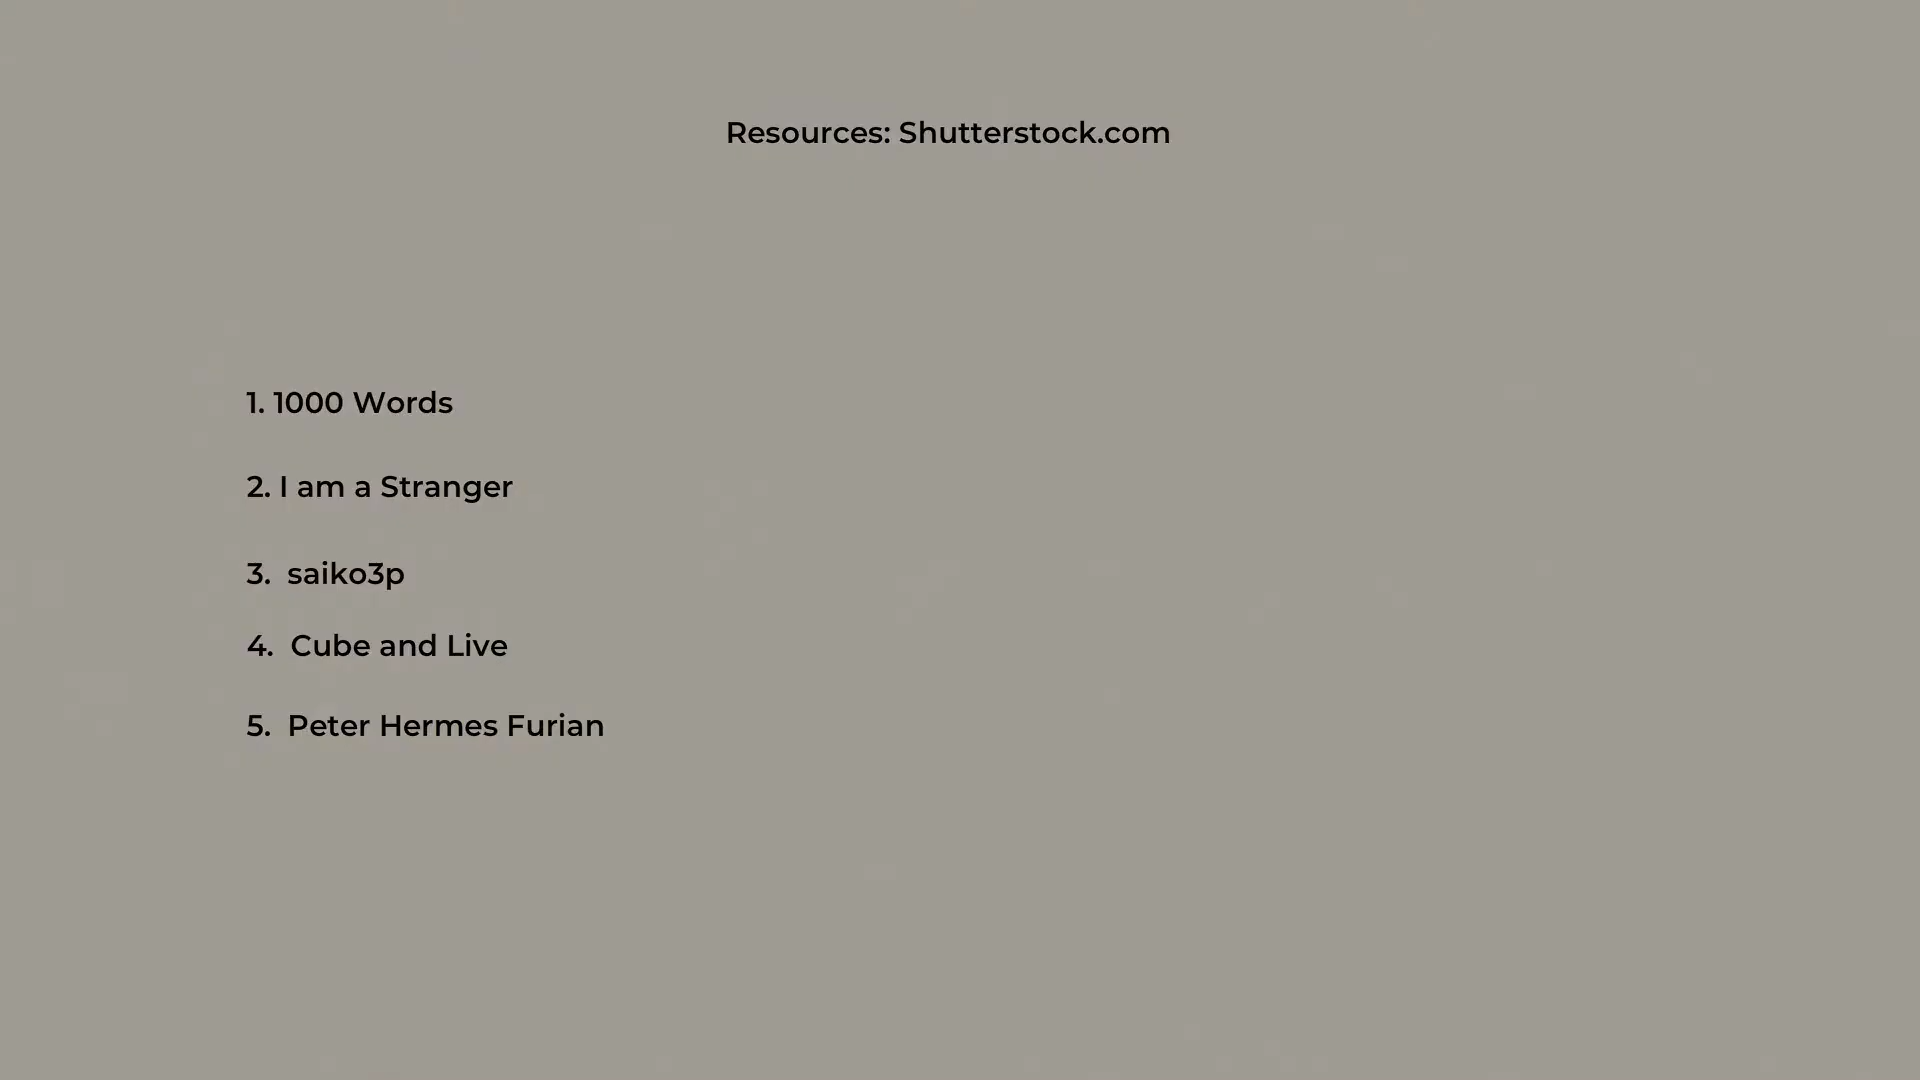 Resources: Shutterstock.com
1. 1000 Words
2. I am a Stranger
3. saiko3p
4. Cube and Live
5. Peter Hermes Furian